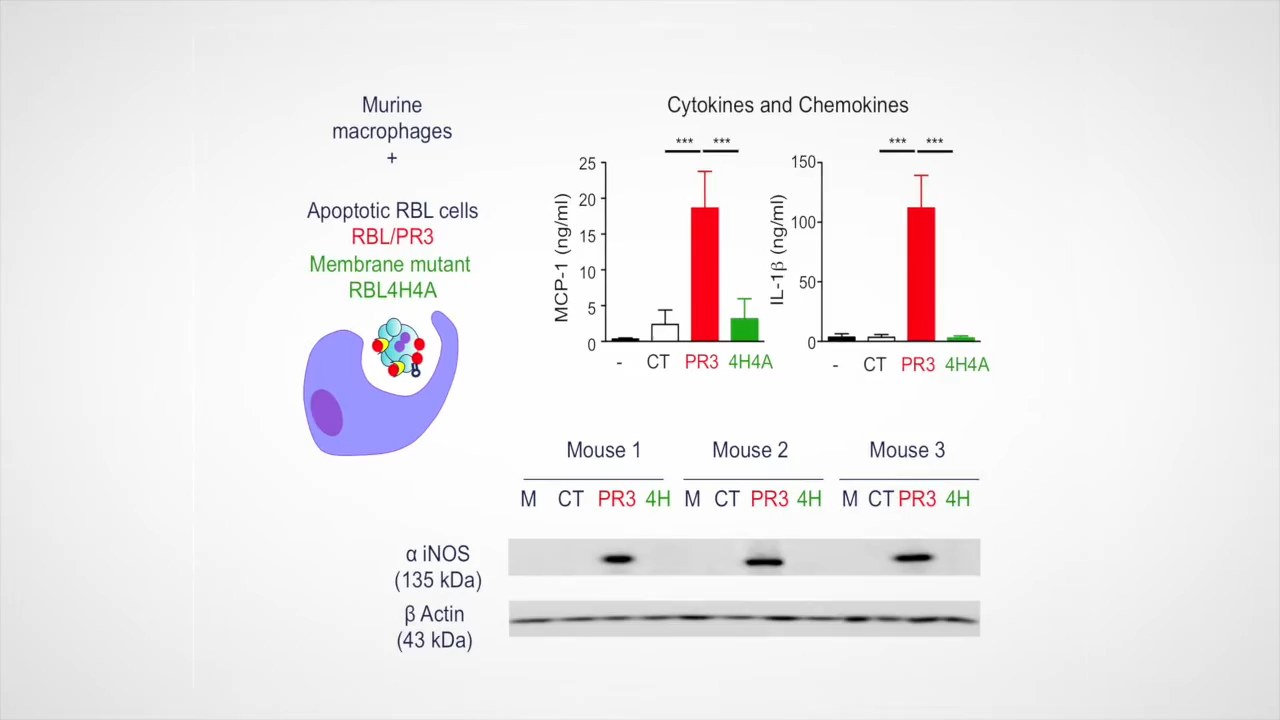 Murine
macrophages
+
Apoptotic RBL cells
RBL/PR3
Membrane mutant
RBL4H4A
Cytokines and Chemokines
*** ***
MCP-1 (ng/ml)
25
20
15
10
5
0
- CT PR3 4H4A
*** ***
IL-1β (ng/ml)
150
100
50
0
- CT PR3 4H4A
Mouse 1 Mouse 2 Mouse 3
M CT PR3 4H M CT PR3 4H M CT PR3 4H
α iNOS
(135 kDa)
β Actin
(43 kDa)